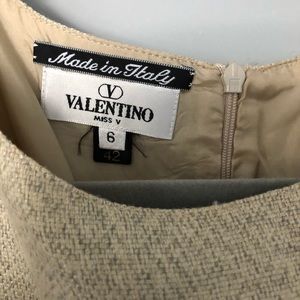 Made in Italy
V
VALENTINO
MISS V
6
42